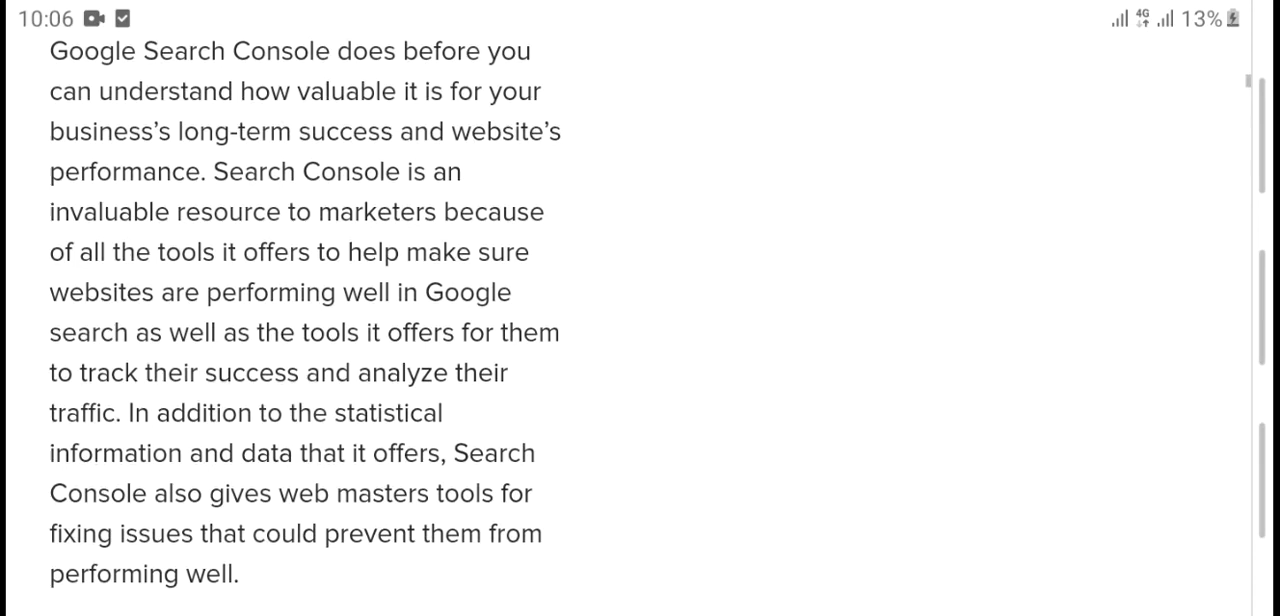 10:06 4G 13%
Google Search Console does before you
can understand how valuable it is for your
business’s long-term success and website’s
performance. Search Console is an
invaluable resource to marketers because
of all the tools it offers to help make sure
websites are performing well in Google
search as well as the tools it offers for them
to track their success and analyze their
traffic. In addition to the statistical
information and data that it offers, Search
Console also gives web masters tools for
fixing issues that could prevent them from
performing well.